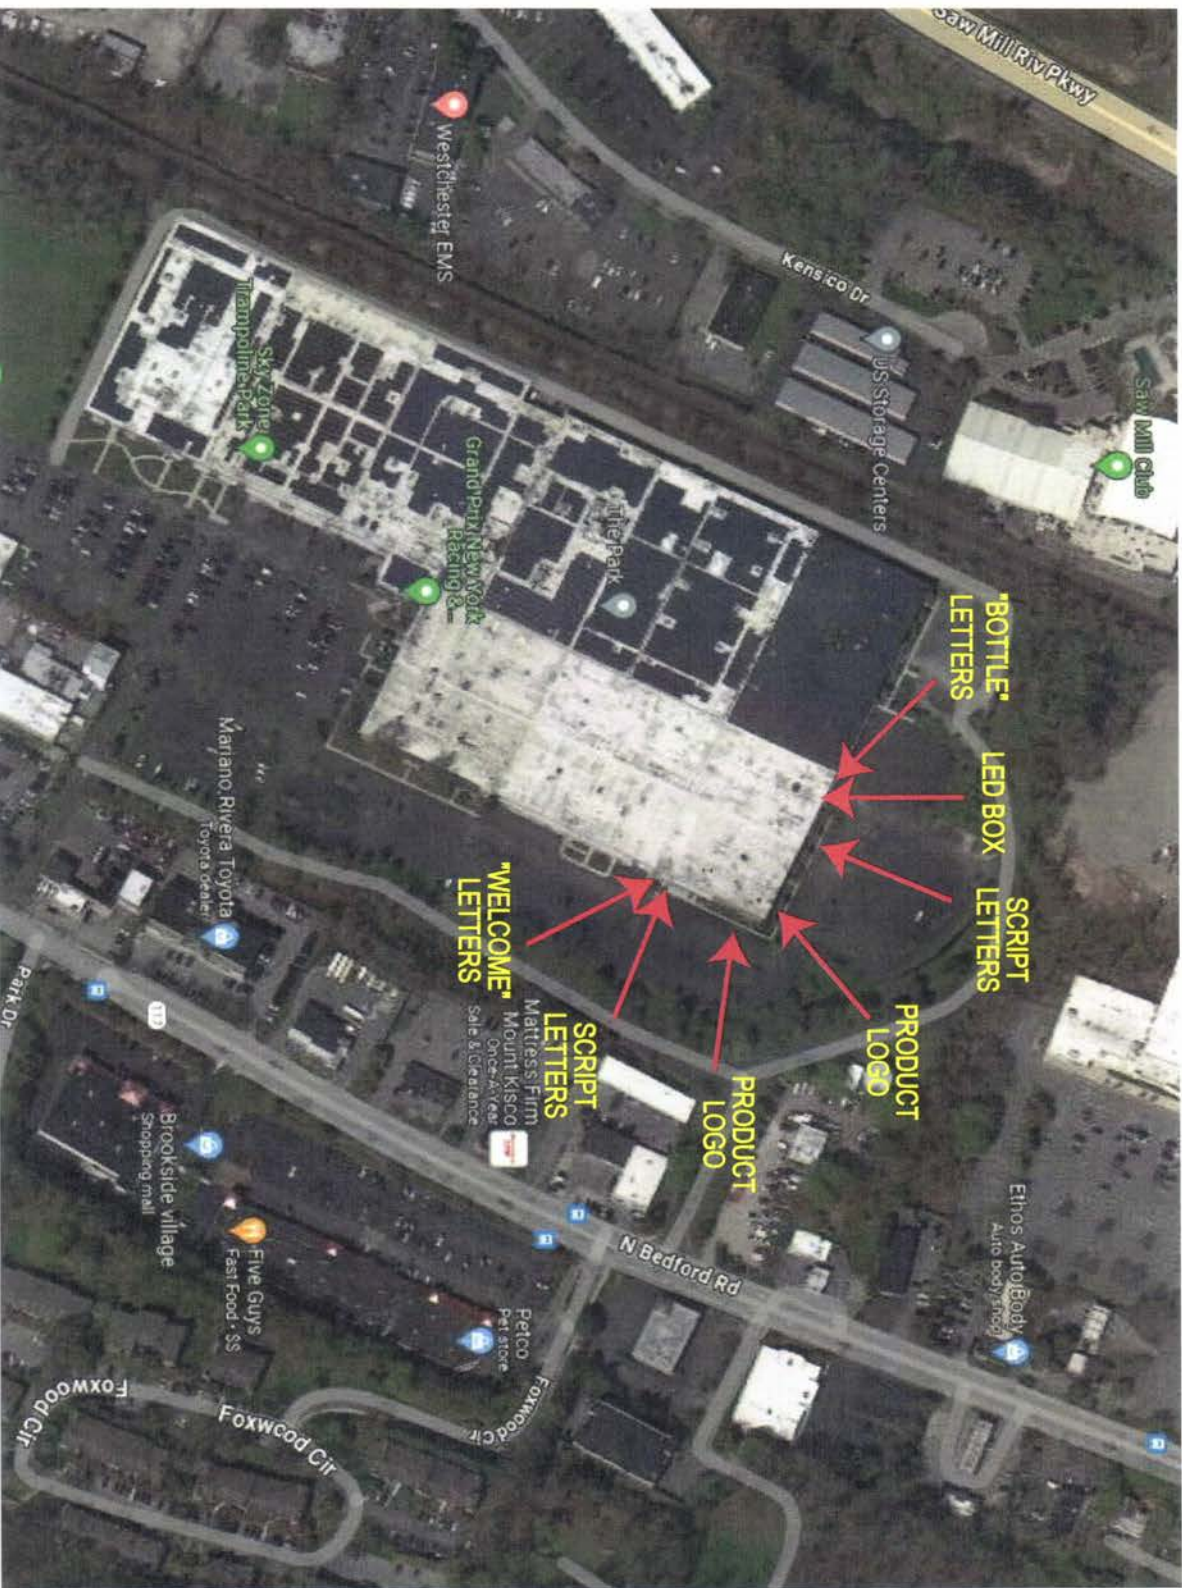 Saw Mill Riv Pkwy
Saw Mill Club
"BOTTLE"
LETTERS
LED BOX
SCRIPT
LETTERS
Ethos Auto Body
Auto body shop
US Storage Centers
Kensico Dr
PRODUCT
LOGO
PRODUCT
LOGO
N Bedford Rd
The Park
SCRIPT
LETTERS
"WELCOME"
LETTERS
Mattress Firm
Mount Kisco
Once-A-Year
Sale & Clearance
Petco
Pet store
Foxwood Cir
Westchester EMS
Grand Prix New York
Racing &...
Sky Zone
Trampoline Park
Mariano Rivera Toyota
Toyota dealer
Five Guys
Fast Food · $$
Foxwood Cir
Brookside village
Shopping mall
117
Park Dr
Foxwood Cir